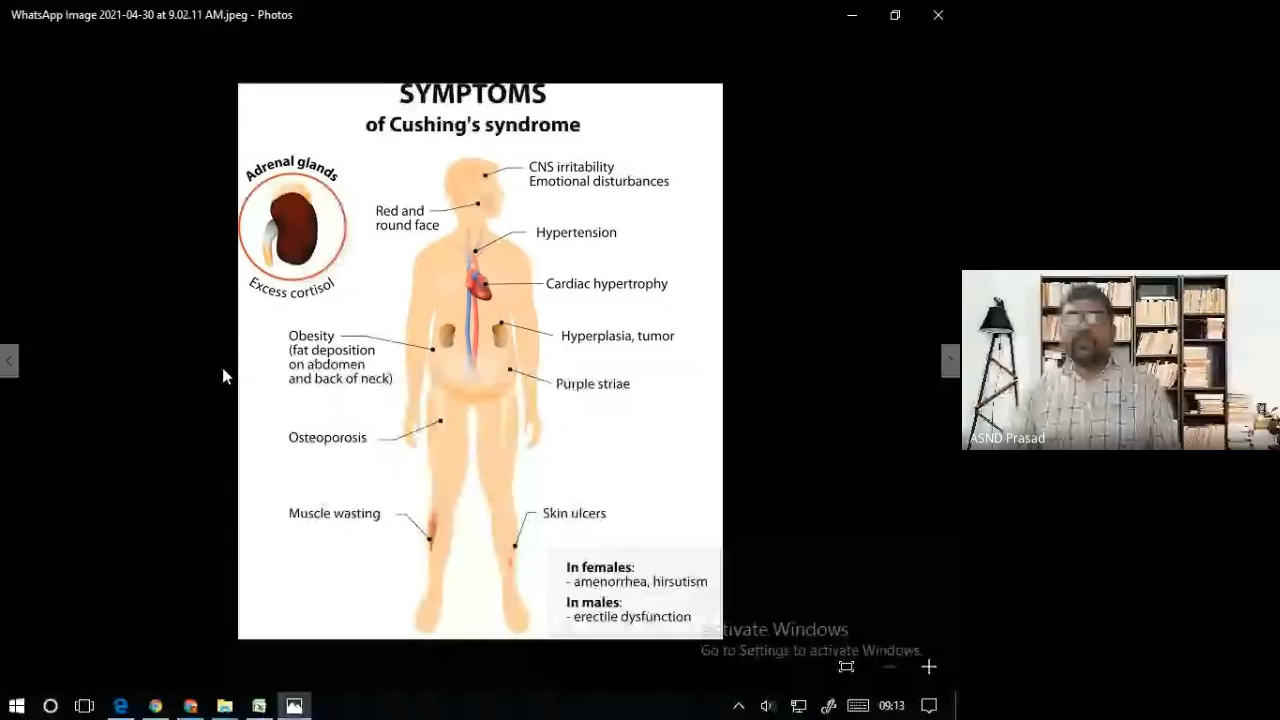 WhatsApp Image 2021-04-30 at 9.02.11 AM.jpeg - Photos
SYMPTOMS
of Cushing's syndrome
Adrenal glands
Excess cortisol
CNS irritability
Emotional disturbances
Red and
round face
Hypertension
Cardiac hypertrophy
Obesity
(fat deposition
on abdomen
and back of neck)
Hyperplasia, tumor
Purple striae
Osteoporosis
Muscle wasting
Skin ulcers
In females:
- amenorrhea, hirsutism
In males:
- erectile dysfunction
ASND Prasad
Activate Windows
Go to Settings to activate Windows.
09:13